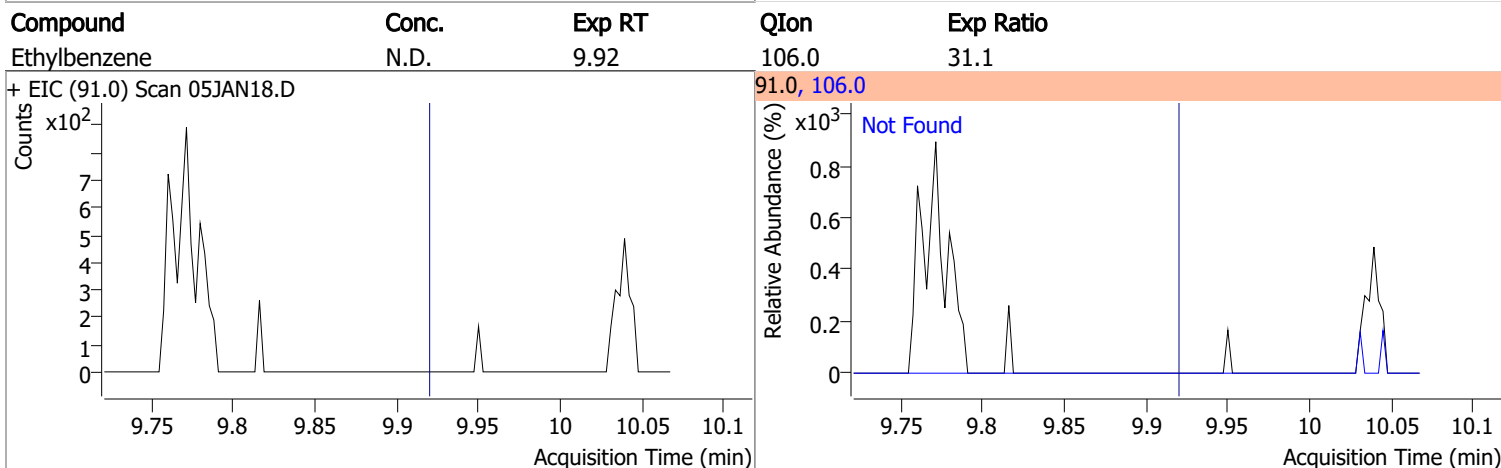 Compound Conc. Exp RT QIon Exp Ratio
Ethylbenzene N.D. 9.92 106.0 31.1
+ EIC (91.0) Scan 05JAN18.D
Counts
x10²
7
6
5
4
3
2
1
0
9.75 9.8 9.85 9.9 9.95 10 10.05 10.1
Acquisition Time (min)
91.0, 106.0
Relative Abundance (%)
x10³
Not Found
0.8
0.6
0.4
0.2
0
9.75 9.8 9.85 9.9 9.95 10 10.05 10.1
Acquisition Time (min)